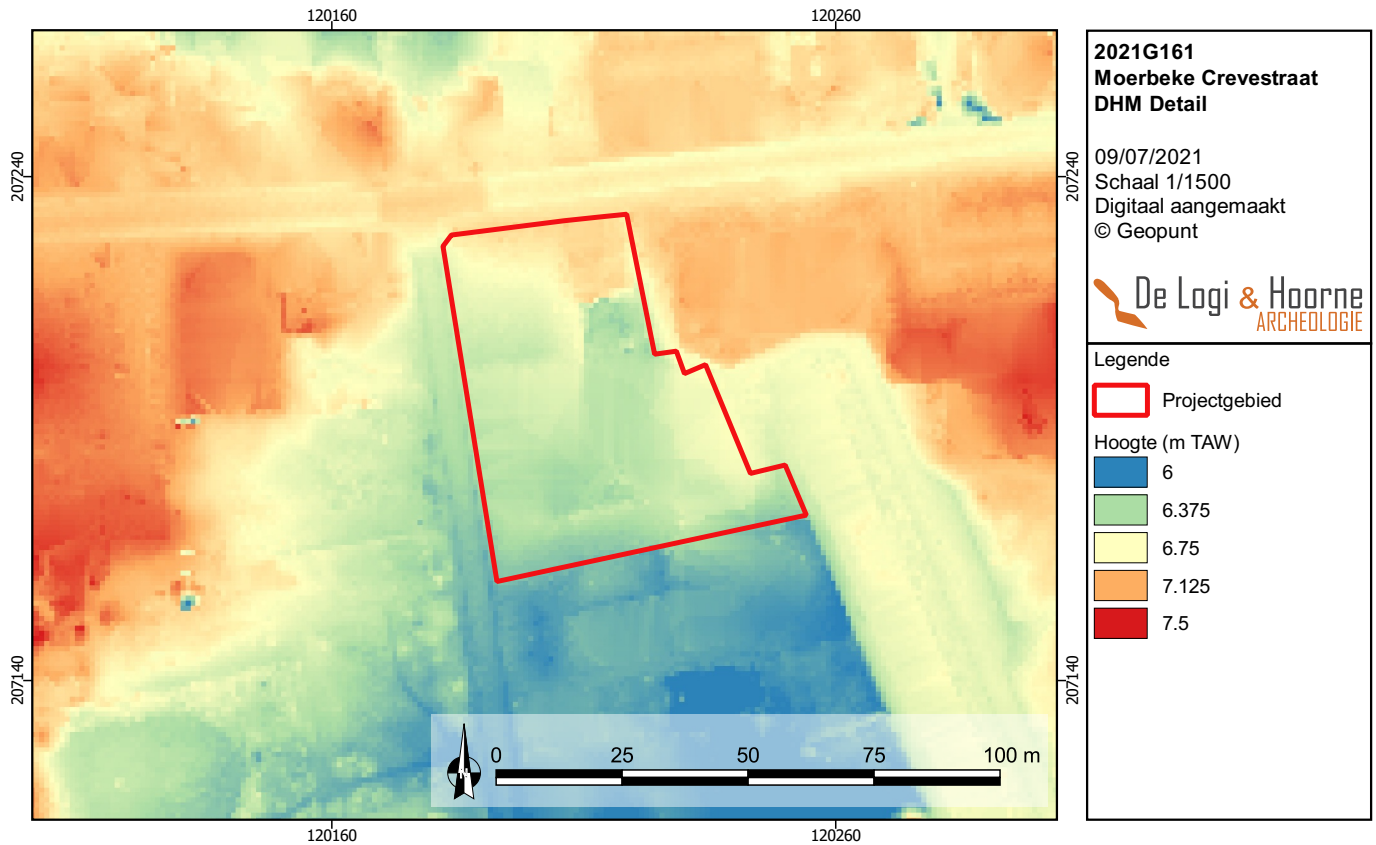 120160 120260
207240 207240
207140 207140
N
0 25 50 75 100 m
120160 120260
2021G161
Moerbeke Crevestraat
DHM Detail
09/07/2021
Schaal 1/1500
Digitaal aangemaakt
© Geopunt
De Logi & Hoorne
ARCHEOLOGIE
Legende
Projectgebied
Hoogte (m TAW)
6
6.375
6.75
7.125
7.5